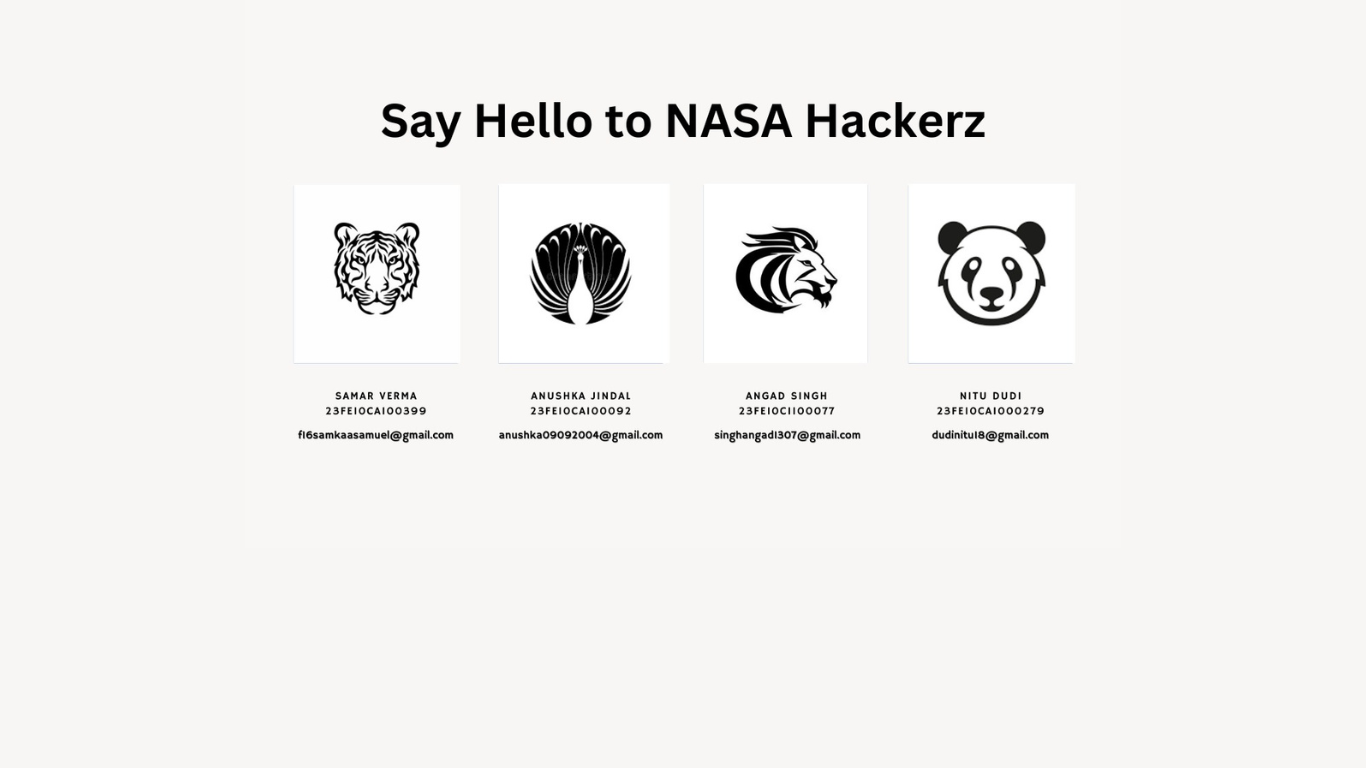 Say Hello to NASA Hackerz
SAMAR VERMA
23FE10CAI00399
f16samkaasamuel@gmail.com
ANUSHKA JINDAL
23FE10CAI00092
anushka09092004@gmail.com
ANGAD SINGH
23FE10CII00077
singhangad1307@gmail.com
NITU DUDI
23FE10CAI000279
dudinitu18@gmail.com